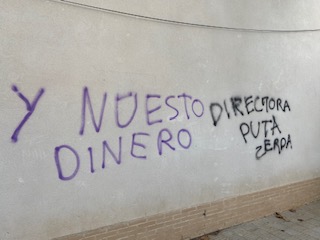 Y NUESTO
DINERO
DIRECTORA
PUTA
ZERDA